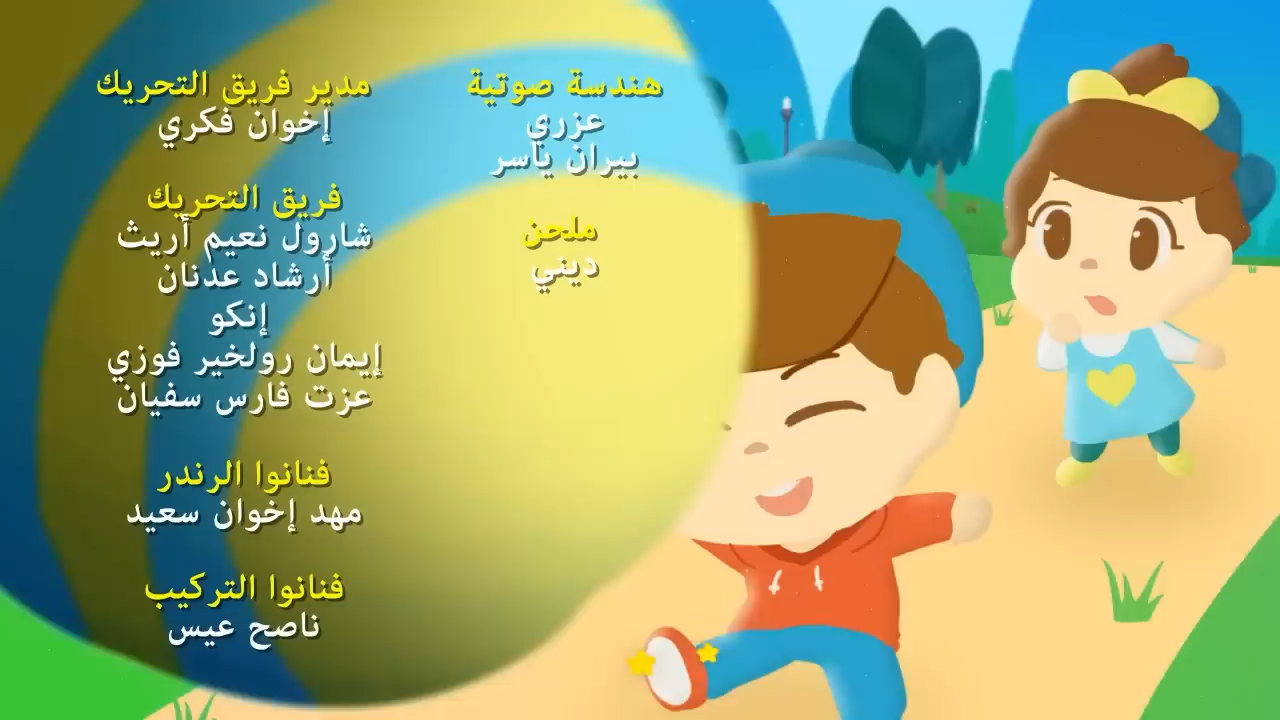 هندسة صوتية
عزري
بيران ياسر
ملحن
ديني
مدير فريق التحريك
إخوان فكري
فريق التحريك
شارول نعيم أريث
أرشاد عدنان
إنكو
إيمان رولخير فوزي
عزت فارس سفيان
فنانوا الرندر
مهد إخوان سعيد
فنانوا التركيب
ناصح عيس